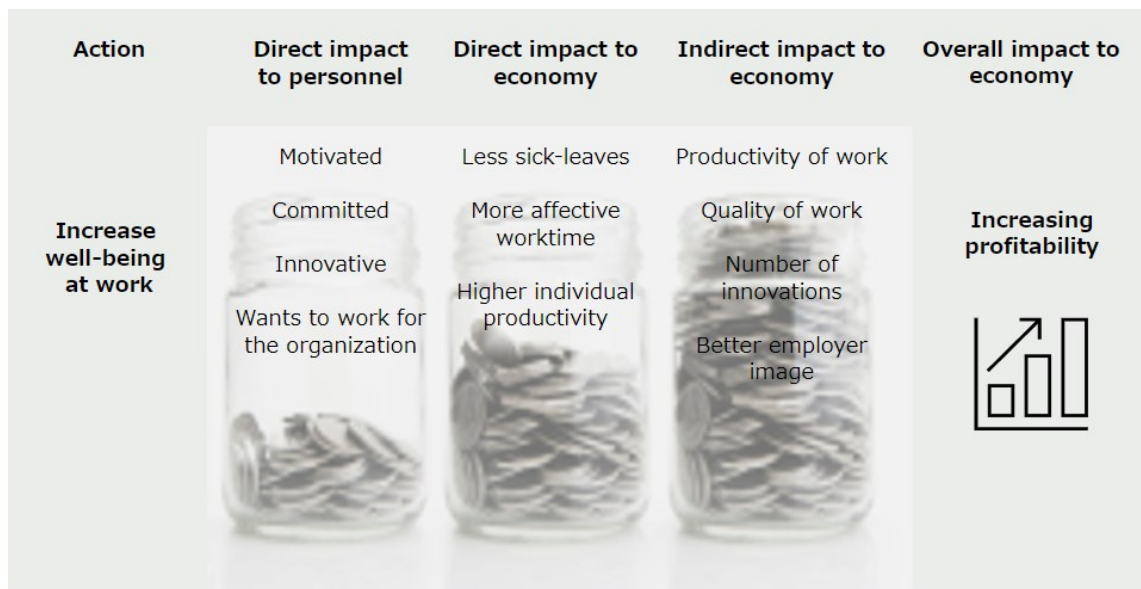 Action
Direct impact
to personnel
Direct impact to
economy
Indirect impact to
economy
Overall impact to
economy
Increase
well-being
at work
Motivated
Committed
Innovative
Wants to work for
the organization
Less sick-leaves
More affective
worktime
Higher individual
productivity
Productivity of work
Quality of work
Number of
innovations
Better employer
image
Increasing
profitability